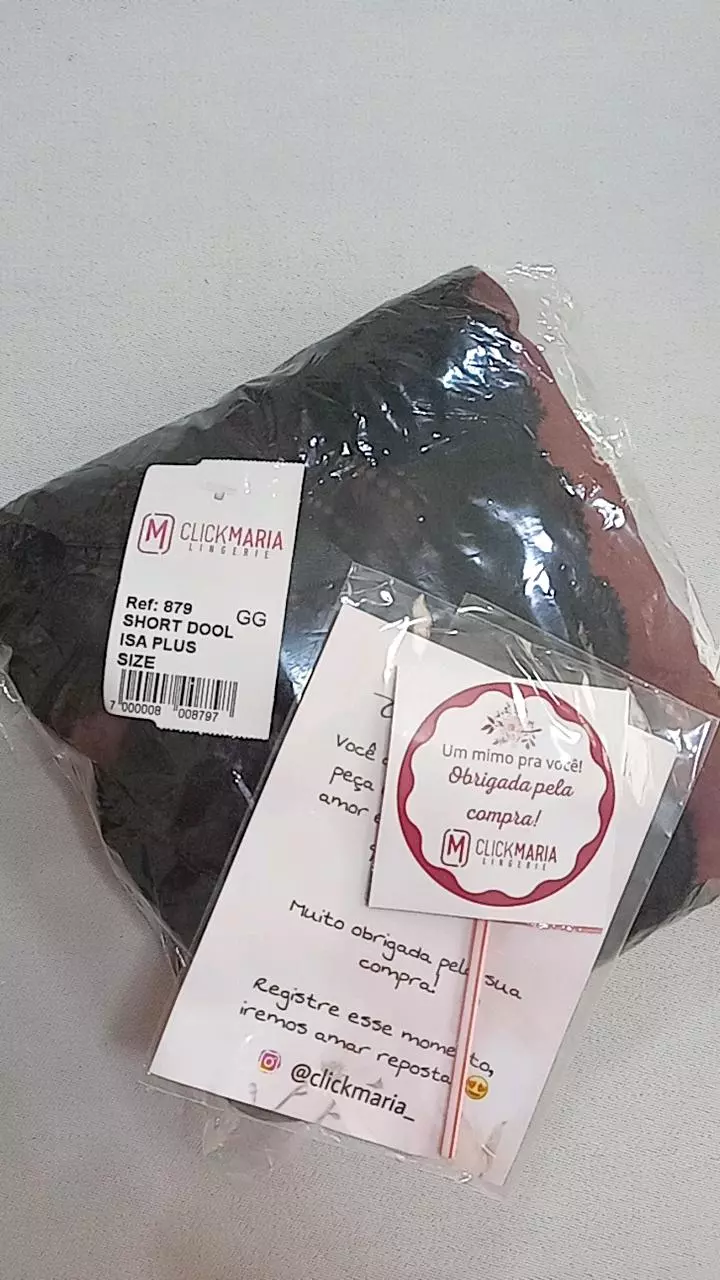 M CLICKMARIA
LINGERIE
Ref: 879 GG
SHORT DOOL
ISA PLUS
SIZE
7 000008 008797
Um mimo pra você!
Obrigada pela
compra!
M CLICKMARIA
LINGERIE
Você
peça
amor
Muito obrigada pela sua
compra!
Registre esse momento,
iremos amar repostar
@clickmaria_